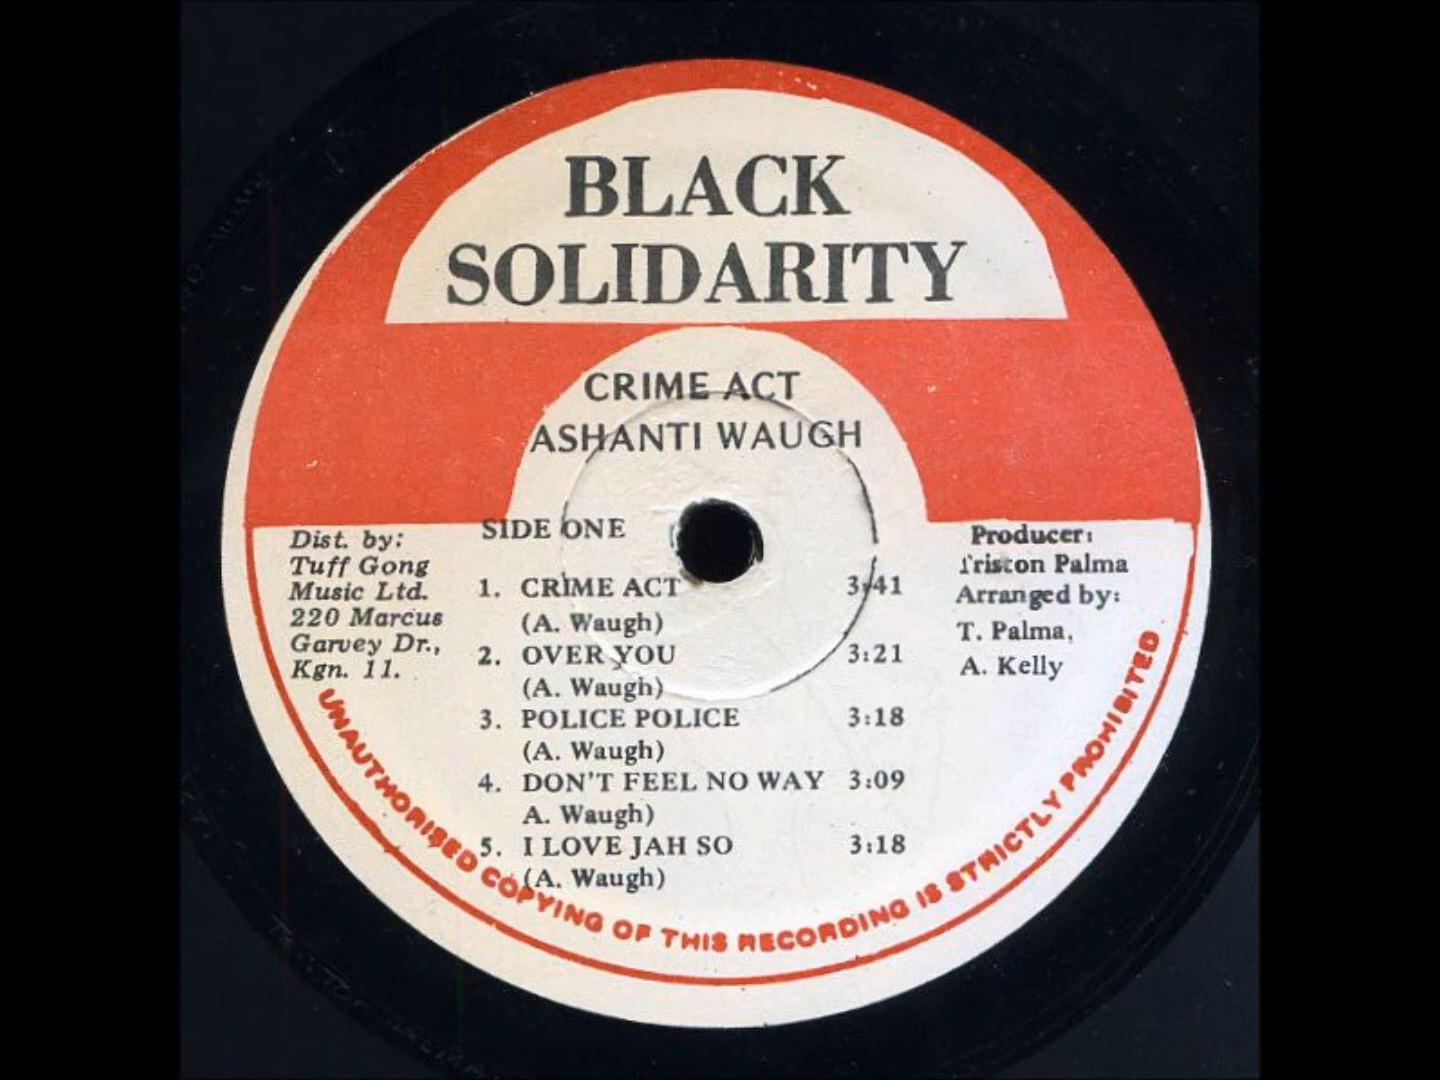 BLACK
SOLIDARITY
CRIME ACT
ASHANTI WAUGH
SIDE ONE
Dist. by:
Tuff Gong
Music Ltd.
220 Marcus
Garvey Dr.,
Kgn. 11.
1. CRIME ACT 3:41
(A. Waugh)
2. OVER YOU 3:21
(A. Waugh)
3. POLICE POLICE 3:18
(A. Waugh)
4. DON'T FEEL NO WAY 3:09
A. Waugh)
5. I LOVE JAH SO 3:18
(A. Waugh)
Producer:
Triston Palma
Arranged by:
T. Palma,
A. Kelly
UNAUTHORISED COPYING OF THIS RECORDING IS STRICTLY PROHIBITED